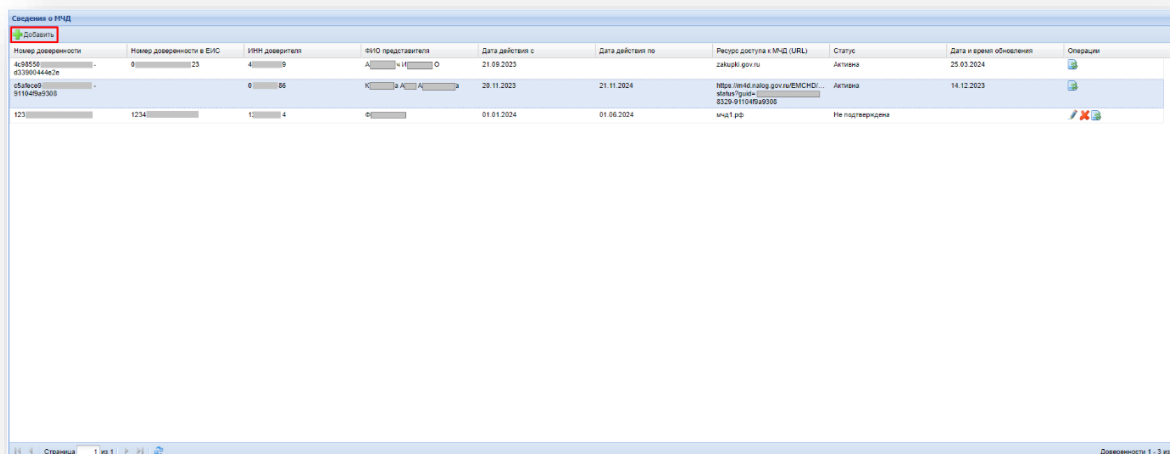 Сведения о МЧД
Добавить
Номер доверенности Номер доверенности в ЕИС ИНН доверителя ФИО представителя Дата действия с Дата действия по Ресурс доступа к МЧД (URL) Статус Дата и время обновления Операции
4c98550 - 0 23 4 9 А ч И О 21.09.2023 zakupki.gov.ru Активна 25.03.2024
d33900444e2e
c5afece0 - 0 86 К а А А а 20.11.2023 21.11.2024 https://m4d.nalog.gov.ru/EMCHD/... Активна 14.12.2023
91104f9a9308 status?guid=
8329-91104f9a9308
123 1234 1 4 Ф 01.01.2024 01.06.2024 мчд1.рф Не подтверждена
Страница 1 из 1 Доверенности 1 - 3 из